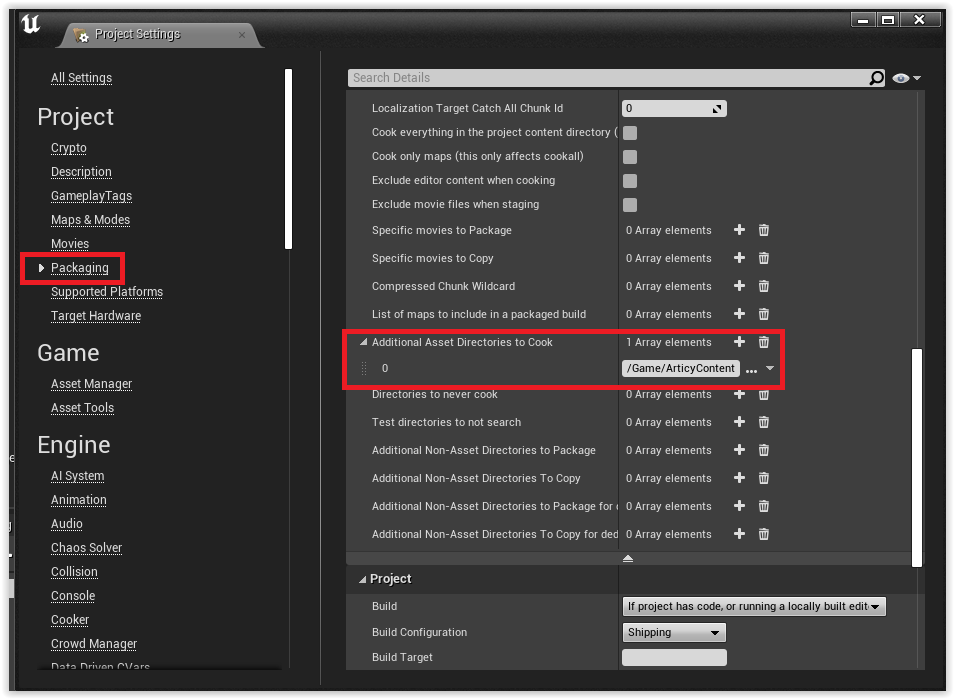 Project Settings
All Settings
Project
Crypto
Description
GameplayTags
Maps & Modes
Movies
Packaging
Supported Platforms
Target Hardware
Game
Asset Manager
Asset Tools
Engine
AI System
Animation
Audio
Chaos Solver
Collision
Console
Cooker
Crowd Manager
Data Driven CVars
Search Details
Localization Target Catch All Chunk Id 0
Cook everything in the project content directory (
Cook only maps (this only affects cookall)
Exclude editor content when cooking
Exclude movie files when staging
Specific movies to Package 0 Array elements
Specific movies to Copy 0 Array elements
Compressed Chunk Wildcard 0 Array elements
List of maps to include in a packaged build 0 Array elements
Additional Asset Directories to Cook 1 Array elements
0 /Game/ArticyContent
Directories to never cook 0 Array elements
Test directories to not search 0 Array elements
Additional Non-Asset Directories to Package 0 Array elements
Additional Non-Asset Directories To Copy 0 Array elements
Additional Non-Asset Directories to Package for 0 Array elements
Additional Non-Asset Directories To Copy for ded 0 Array elements
Project
Build If project has code, or running a locally built edit
Build Configuration Shipping
Build Target